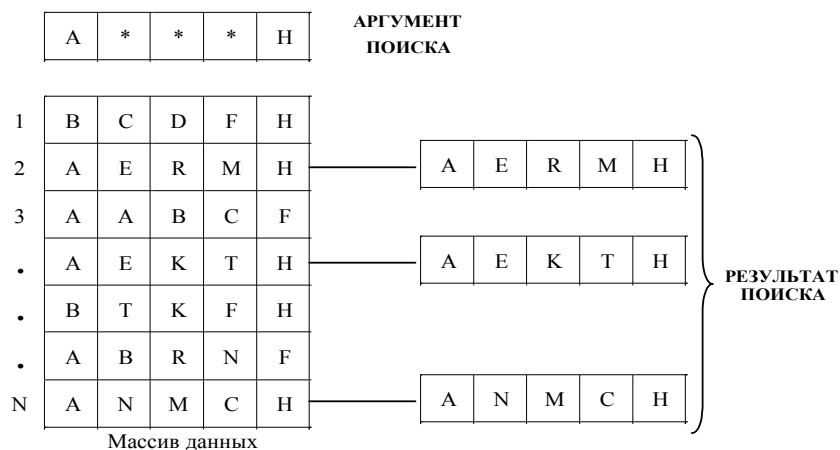 A * * * H
АРГУМЕНТ
ПОИСКА
1 B C D F H
2 A E R M H A E R M H
3 A A B C F
. A E K T H A E K T H
. B T K F H
. A B R N F
N A N M C H A N M C H
РЕЗУЛЬТАТ
ПОИСКА
Массив данных